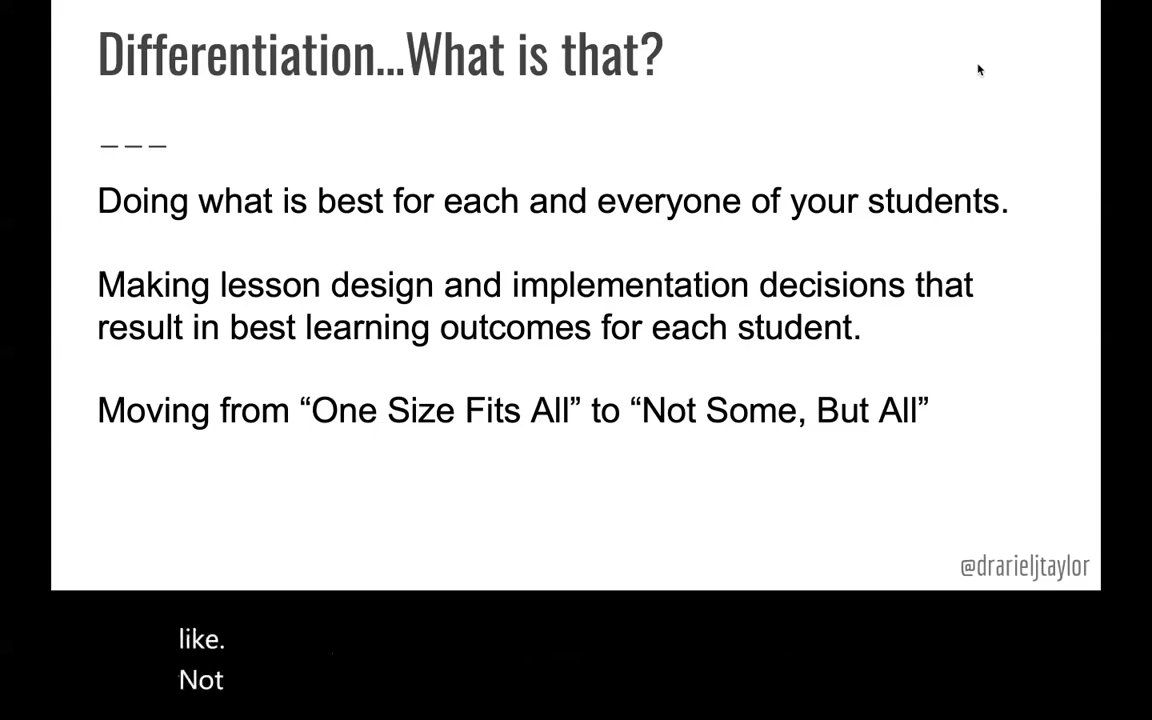 Differentiation...What is that?
———
Doing what is best for each and everyone of your students.
Making lesson design and implementation decisions that
result in best learning outcomes for each student.
Moving from “One Size Fits All” to “Not Some, But All”
@drarieljtaylor
like.
Not